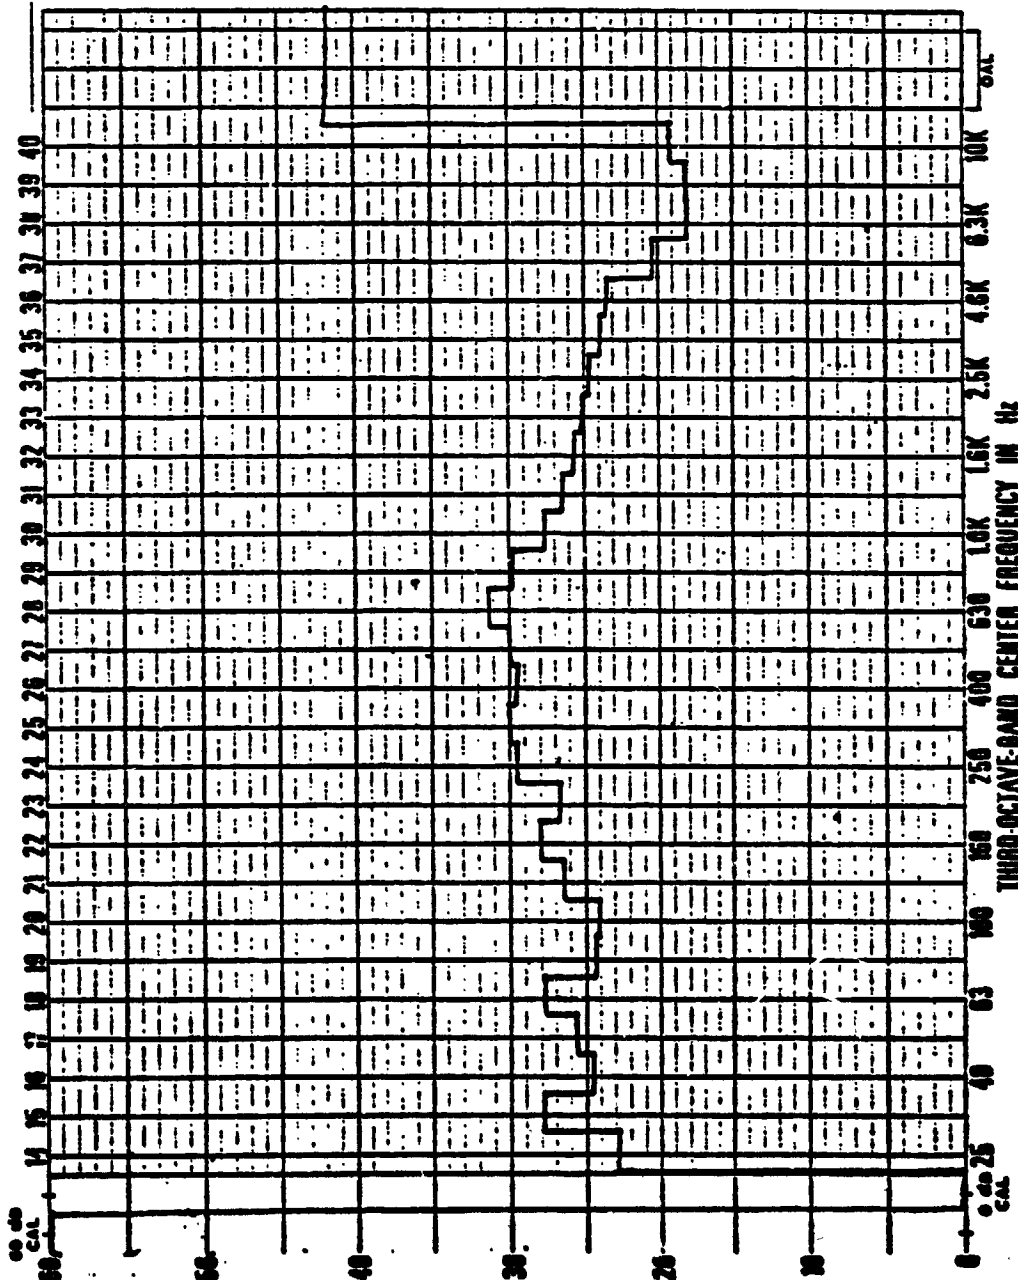 CAL
14 15 16 17 18 19 20 21 22 23 24 25 26 27 28 29 30 31 32 33 34 35 36 37 38 39 40
60
50
40
30
20
10
0
0 dB
CAL
25 40 63 100 160 250 400 630 1.0K 1.6K 2.5K 4.0K 6.3K 10K
CAL
THIRD-OCTAVE-BAND CENTER FREQUENCY IN Hz